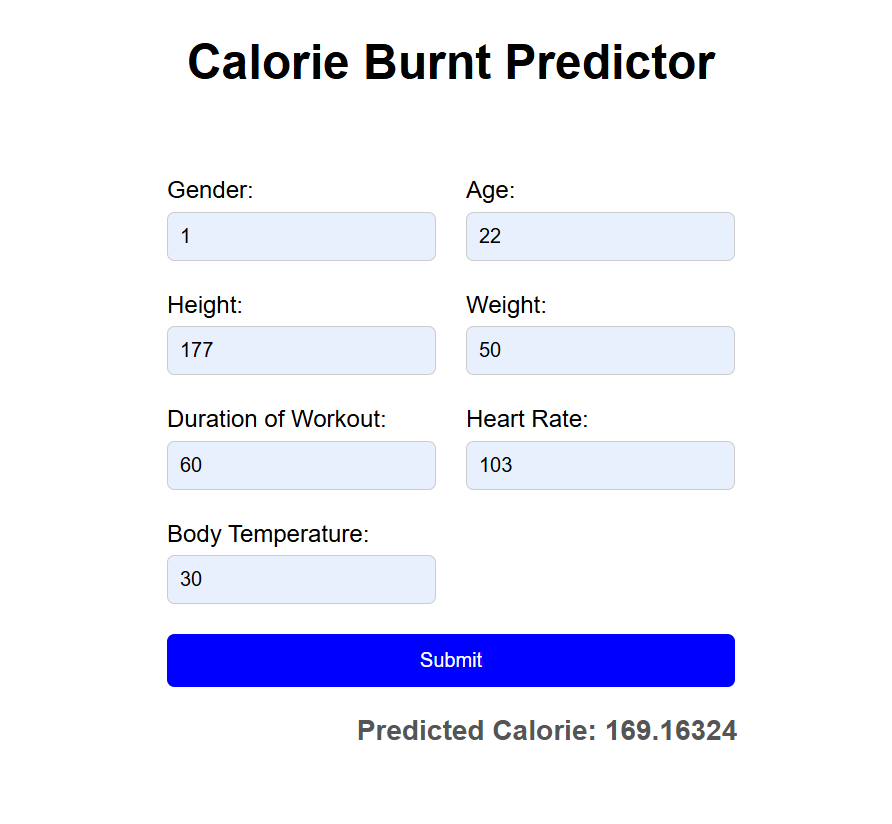 Calorie Burnt Predictor
Gender: Age:
1 22
Height: Weight:
177 50
Duration of Workout: Heart Rate:
60 103
Body Temperature:
30
Submit
Predicted Calorie: 169.16324